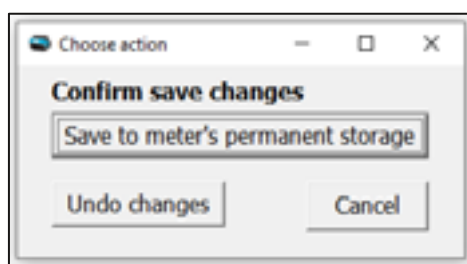 Choose action
Confirm save changes
Save to meter's permanent storage
Undo changes
Cancel